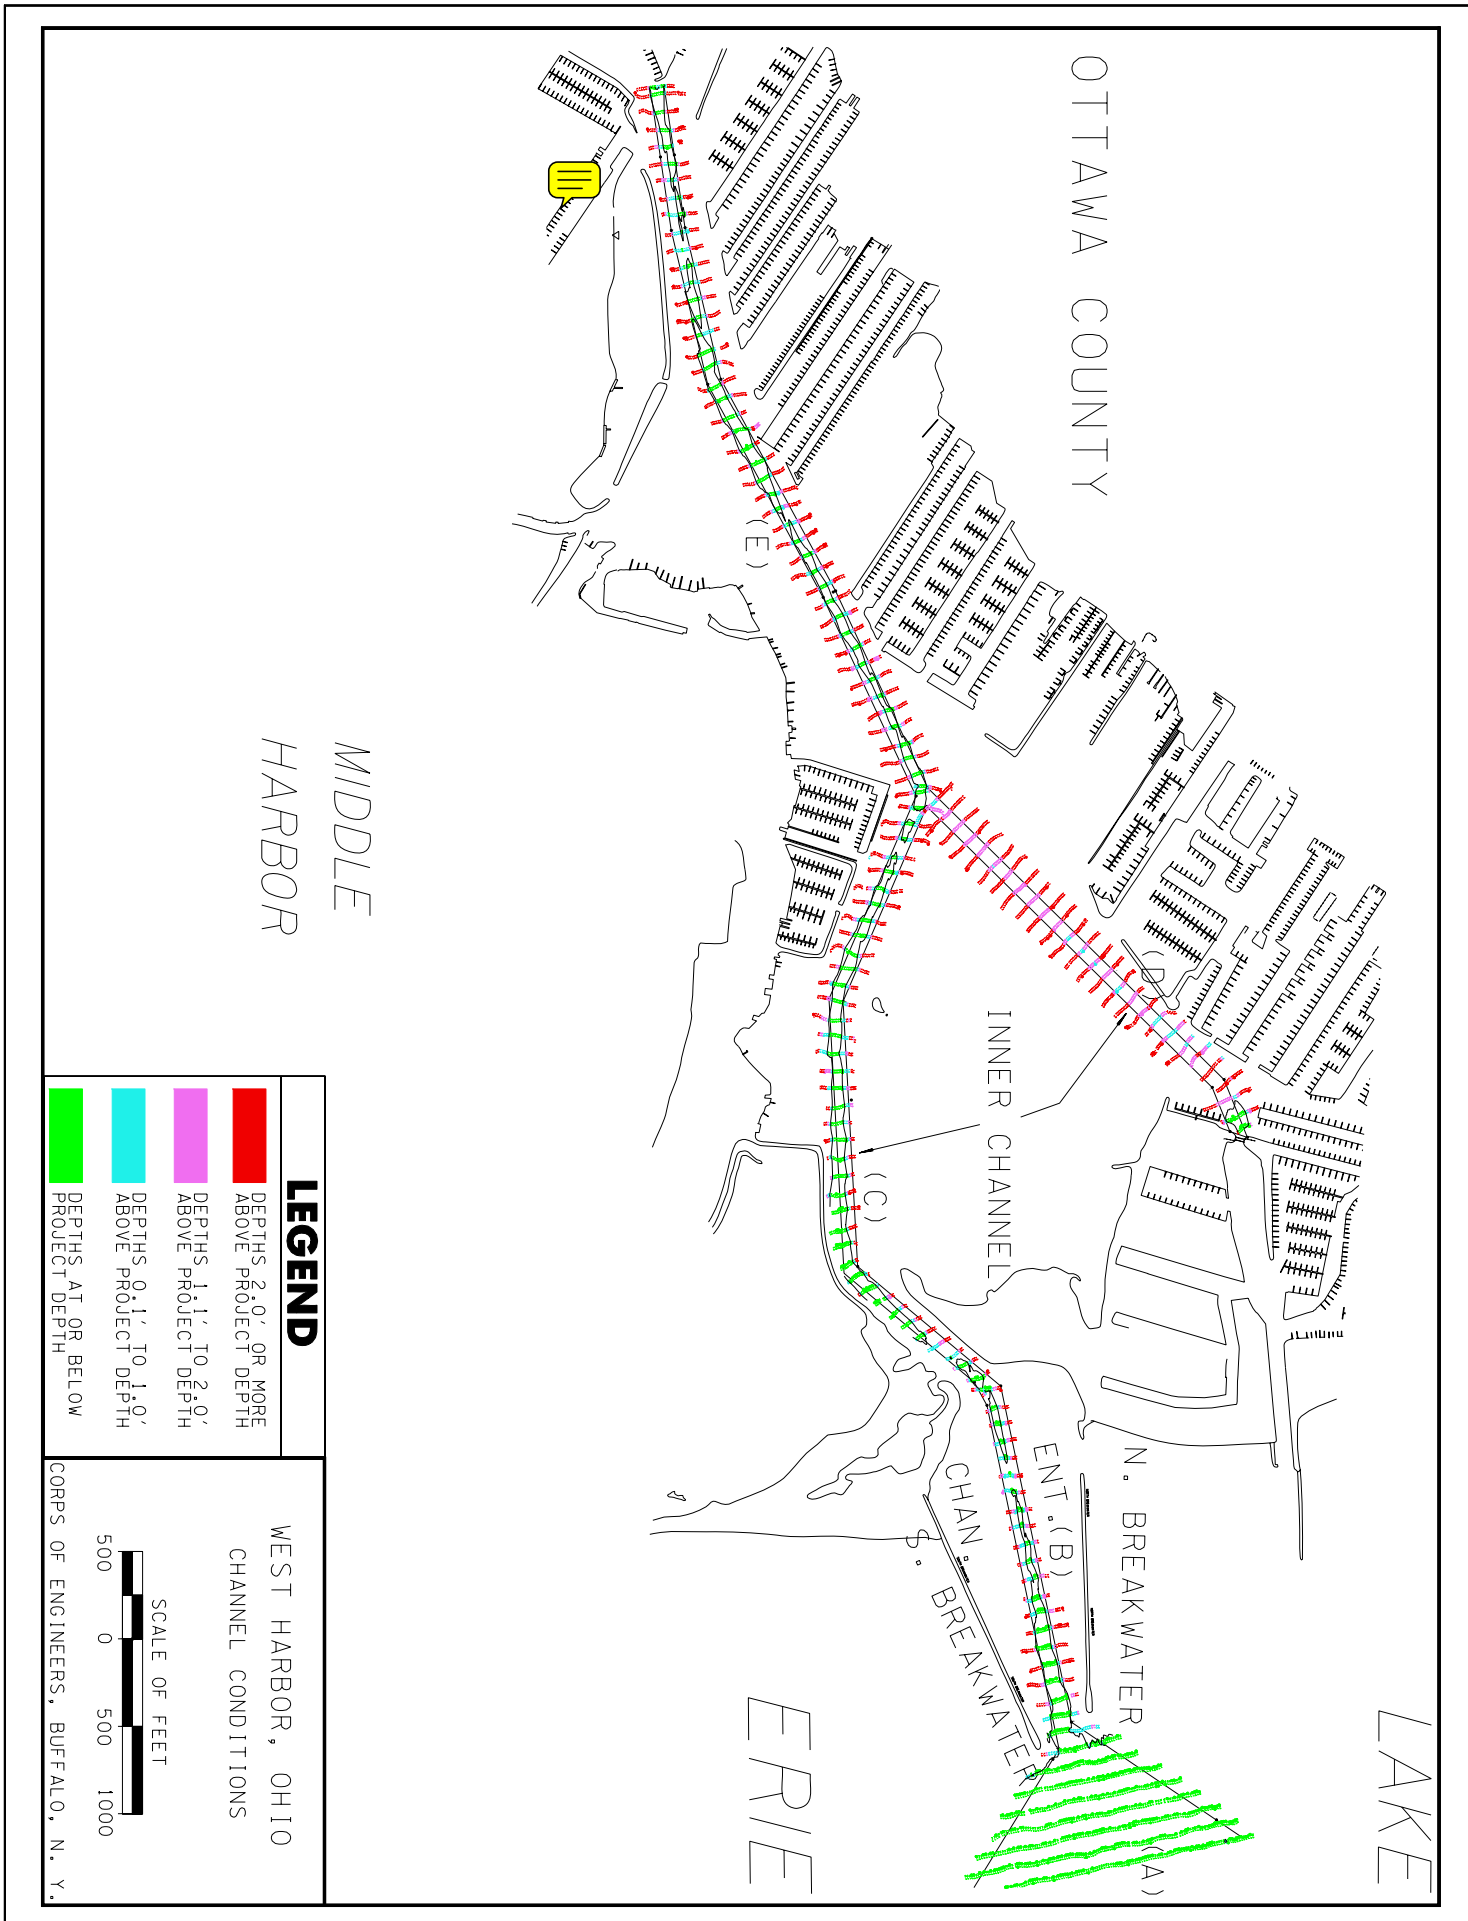 OTTAWA COUNTY
LAKE
ERIE
MIDDLE
HARBOR
(E)
(D)
INNER CHANNEL
(C)
N. BREAKWATER
ENT.(B)
CHAN.
S. BREAKWATER
(A)
LEGEND
DEPTHS 2.0' OR MORE
ABOVE PROJECT DEPTH
DEPTHS 1.1' TO 2.0'
ABOVE PROJECT DEPTH
DEPTHS 0.1' TO 1.0'
ABOVE PROJECT DEPTH
DEPTHS AT OR BELOW
PROJECT DEPTH
WEST HARBOR, OHIO
CHANNEL CONDITIONS
SCALE OF FEET
500 0 500 1000
CORPS OF ENGINEERS, BUFFALO, N. Y.